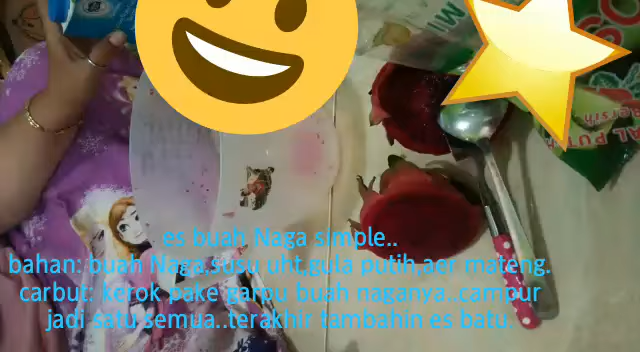 es buah Naga simple..
bahan: buah Naga,susu uht,gula putih,aer mateng.
carbut: kerok pake garpu buah naganya..campur
jadi satu semua..terakhir tambahin es batu.